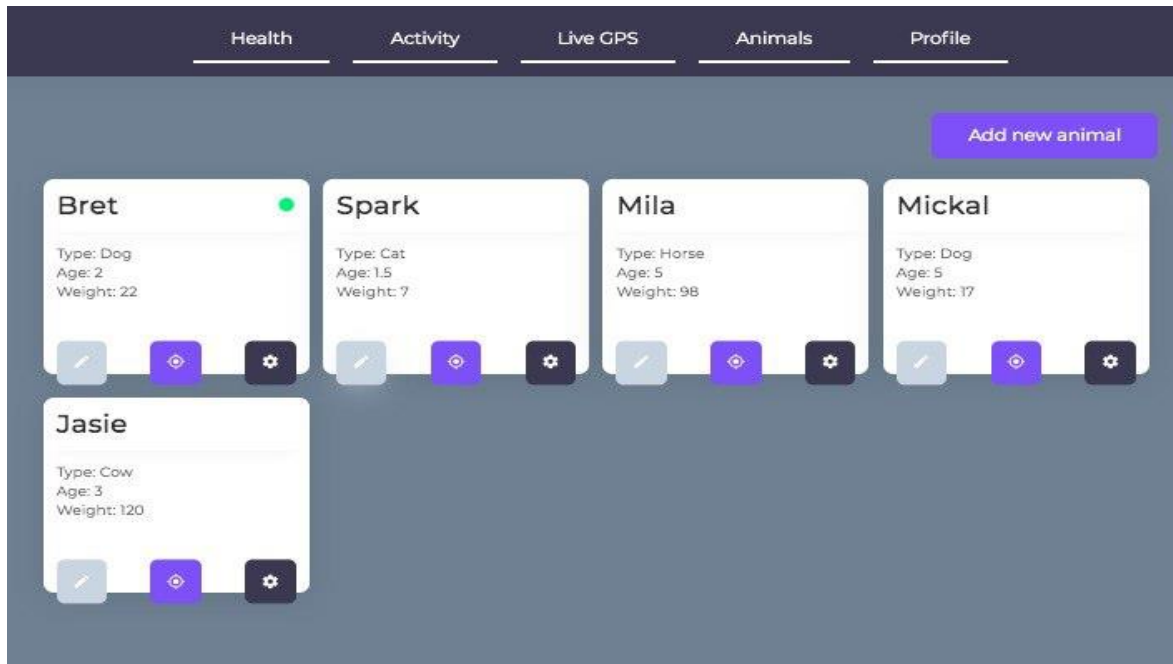 Health Activity Live GPS Animals Profile
Add new animal
Bret
Type: Dog
Age: 2
Weight: 22
Spark
Type: Cat
Age: 1.5
Weight: 7
Mila
Type: Horse
Age: 5
Weight: 98
Mickal
Type: Dog
Age: 5
Weight: 17
Jasie
Type: Cow
Age: 3
Weight: 120